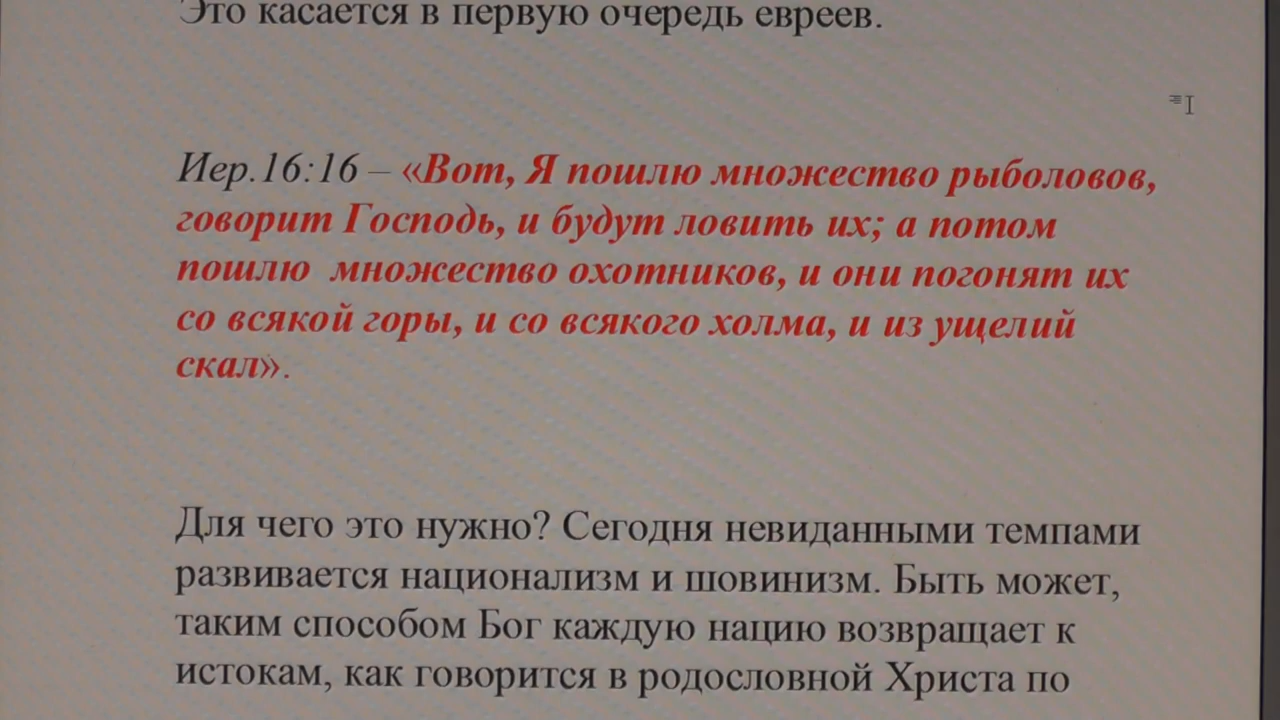 Это касается в первую очередь евреев.
Иер.16:16 – «Вот, Я пошлю множество рыболовов,
говорит Господь, и будут ловить их; а потом
пошлю множество охотников, и они погонят их
со всякой горы, и со всякого холма, и из ущелий
скал».
Для чего это нужно? Сегодня невиданными темпами
развивается национализм и шовинизм. Быть может,
таким способом Бог каждую нацию возвращает к
истокам, как говорится в родословной Христа по